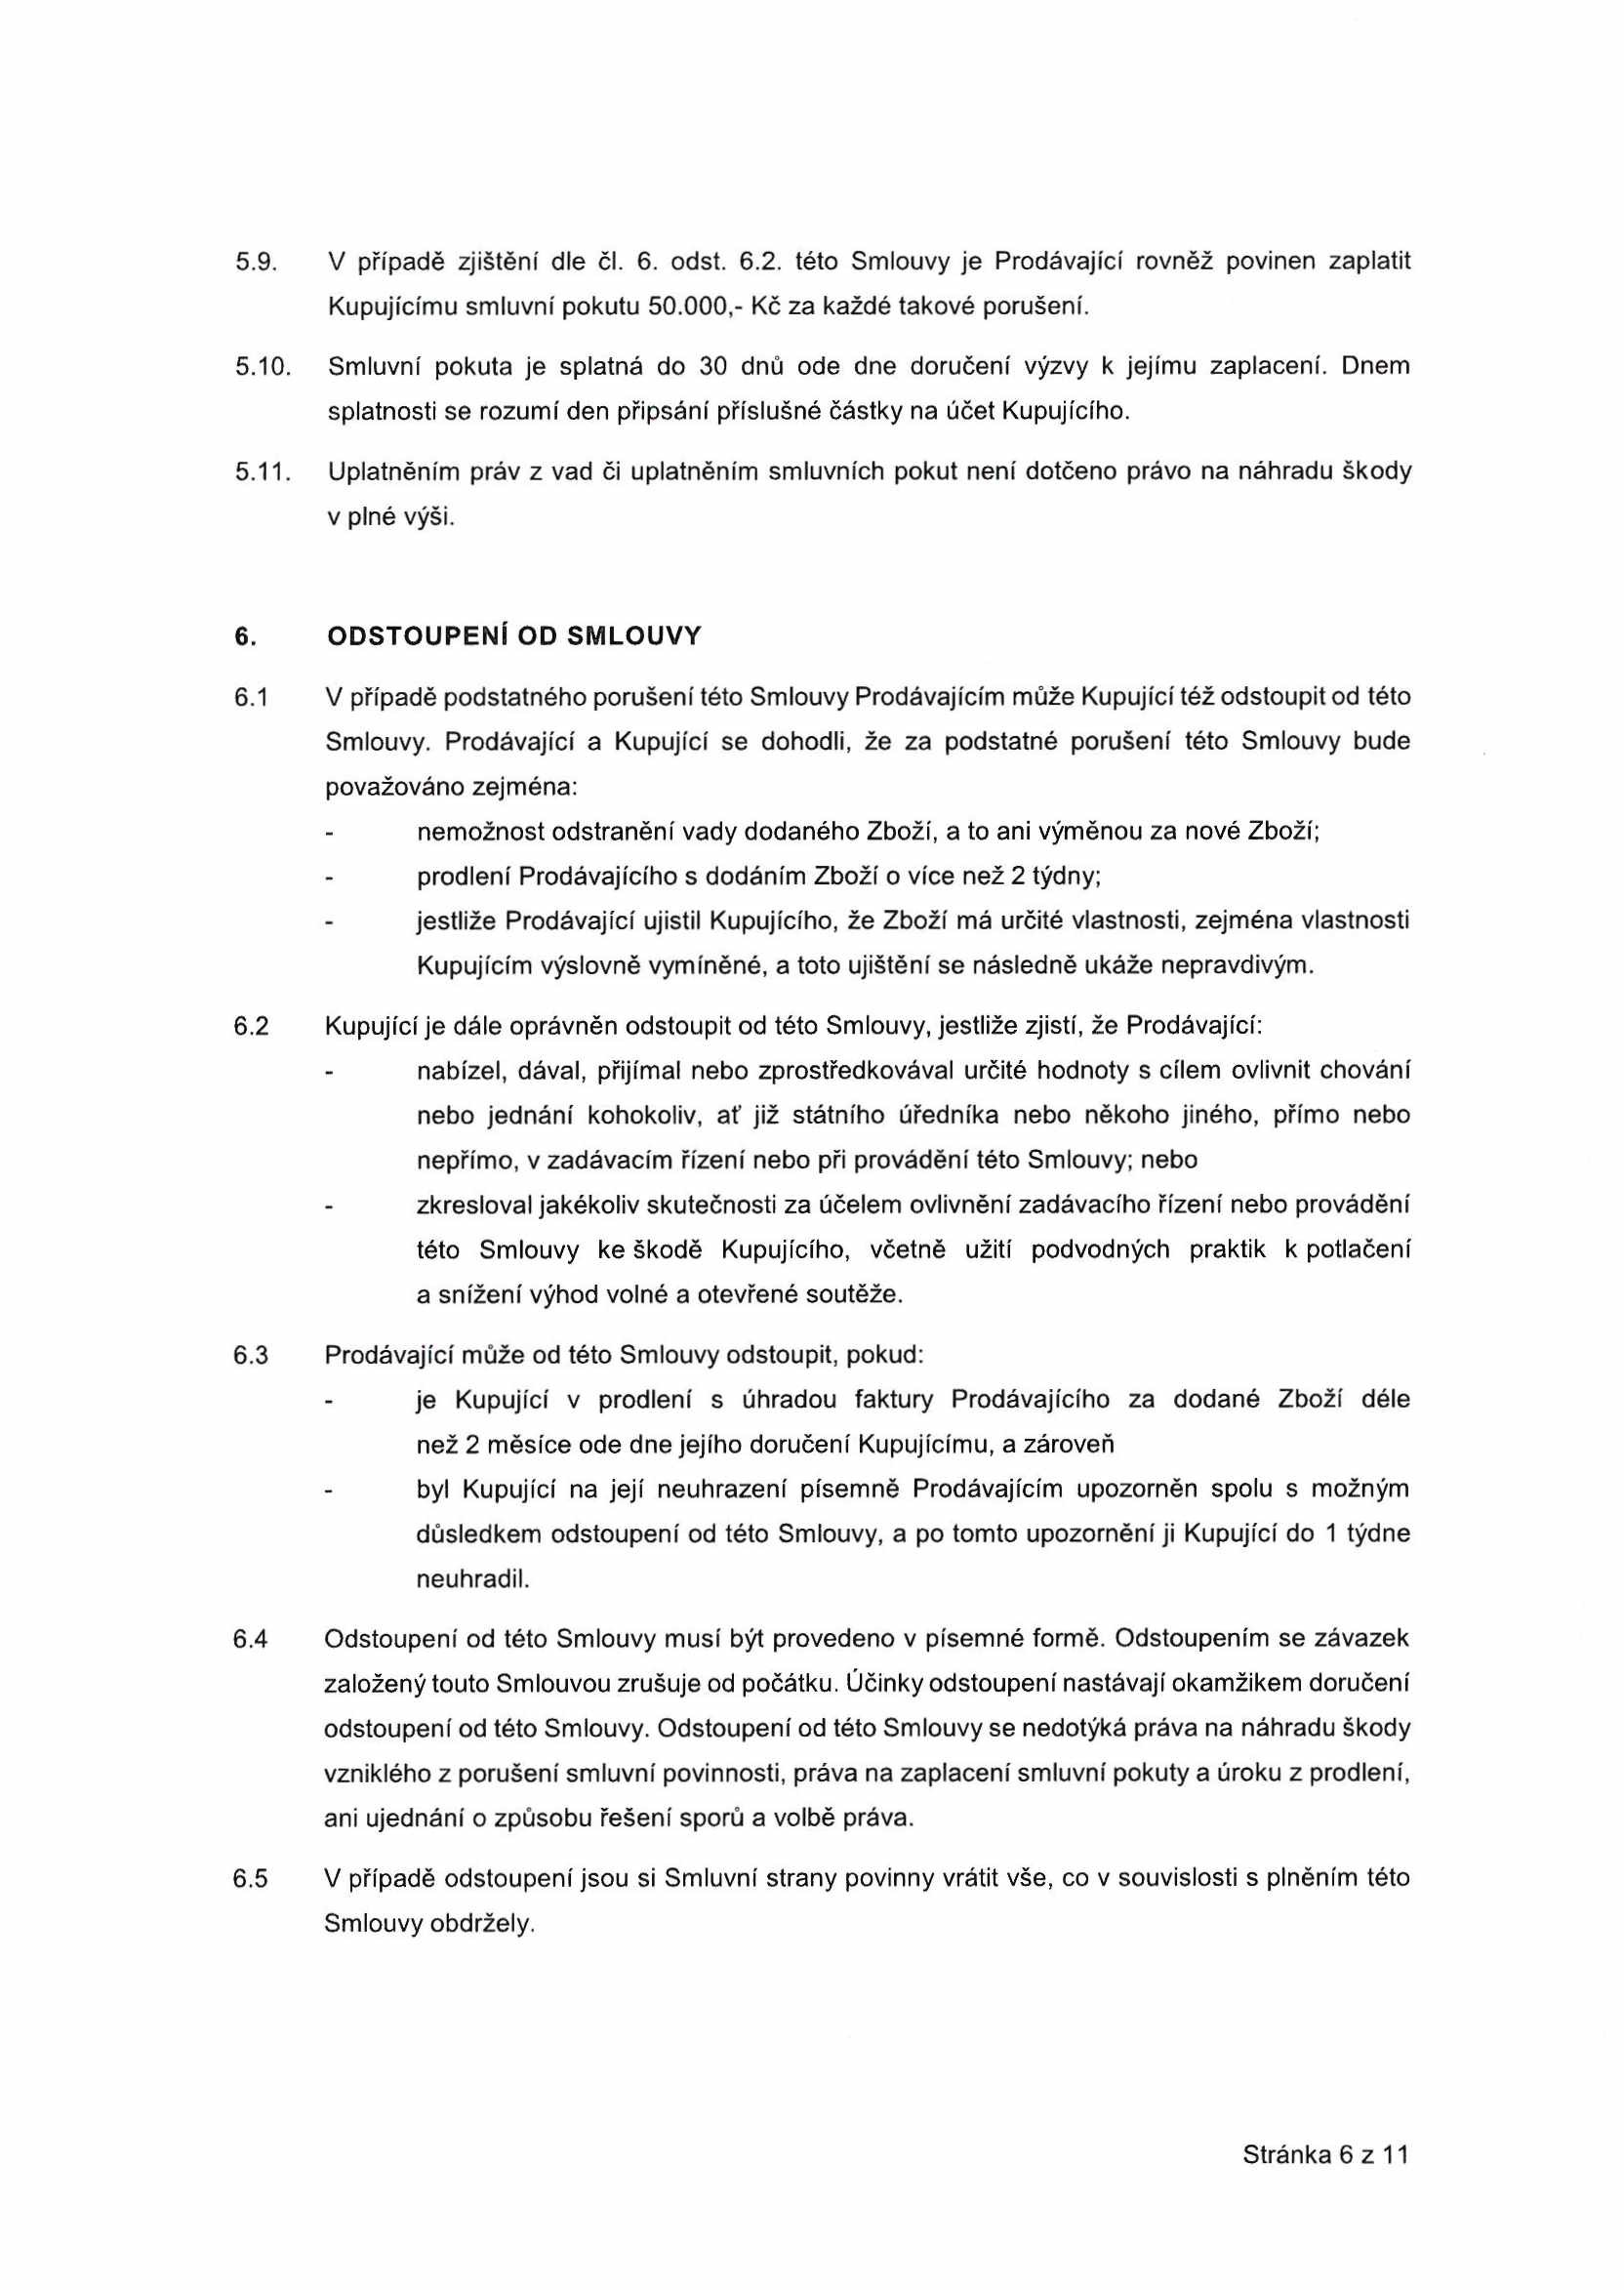 5.9. V případě zjištění dle čl. 6. odst. 6.2. této Smlouvy je Prodávající rovněž povinen zaplatit
Kupujícímu smluvní pokutu 50.000,- Kč za každé takové porušení.
5.10. Smluvní pokuta je splatná do 30 dnů ode dne doručení výzvy k jejímu zaplacení. Dnem
splatnosti se rozumí den připsání příslušné částky na účet Kupujícího.
5.11. Uplatněním práv z vad či uplatněním smluvních pokut není dotčeno právo na náhradu škody
v plné výši.
6. ODSTOUPENÍ OD SMLOUVY
6.1 V případě podstatného porušení této Smlouvy Prodávajícím může Kupující též odstoupit od této
Smlouvy. Prodávající a Kupující se dohodli, že za podstatné porušení této Smlouvy bude
považováno zejména:
- nemožnost odstranění vady dodaného Zboží, a to ani výměnou za nové Zboží;
- prodlení Prodávajícího s dodáním Zboží o více než 2 týdny;
- jestliže Prodávající ujistil Kupujícího, že Zboží má určité vlastnosti, zejména vlastnosti
Kupujícím výslovně vymíněné, a toto ujištění se následně ukáže nepravdivým.
6.2 Kupující je dále oprávněn odstoupit od této Smlouvy, jestliže zjistí, že Prodávající:
- nabízel, dával, přijímal nebo zprostředkovával určité hodnoty s cílem ovlivnit chování
nebo jednání kohokoliv, ať již státního úředníka nebo někoho jiného, přímo nebo
nepřímo, v zadávacím řízení nebo při provádění této Smlouvy; nebo
- zkresloval jakékoliv skutečnosti za účelem ovlivnění zadávacího řízení nebo provádění
této Smlouvy ke škodě Kupujícího, včetně užití podvodných praktik k potlačení
a snížení výhod volné a otevřené soutěže.
6.3 Prodávající může od této Smlouvy odstoupit, pokud:
- je Kupující v prodlení s úhradou faktury Prodávajícího za dodané Zboží déle
než 2 měsíce ode dne jejího doručení Kupujícímu, a zároveň
- byl Kupující na její neuhrazení písemně Prodávajícím upozorněn spolu s možným
důsledkem odstoupení od této Smlouvy, a po tomto upozornění ji Kupující do 1 týdne
neuhradil.
6.4 Odstoupení od této Smlouvy musí být provedeno v písemné formě. Odstoupením se závazek
založený touto Smlouvou zrušuje od počátku. Účinky odstoupení nastávají okamžikem doručení
odstoupení od této Smlouvy. Odstoupení od této Smlouvy se nedotýká práva na náhradu škody
vzniklého z porušení smluvní povinnosti, práva na zaplacení smluvní pokuty a úroku z prodlení,
ani ujednání o způsobu řešení sporů a volbě práva.
6.5 V případě odstoupení jsou si Smluvní strany povinny vrátit vše, co v souvislosti s plněním této
Smlouvy obdržely.
Stránka 6 z 11